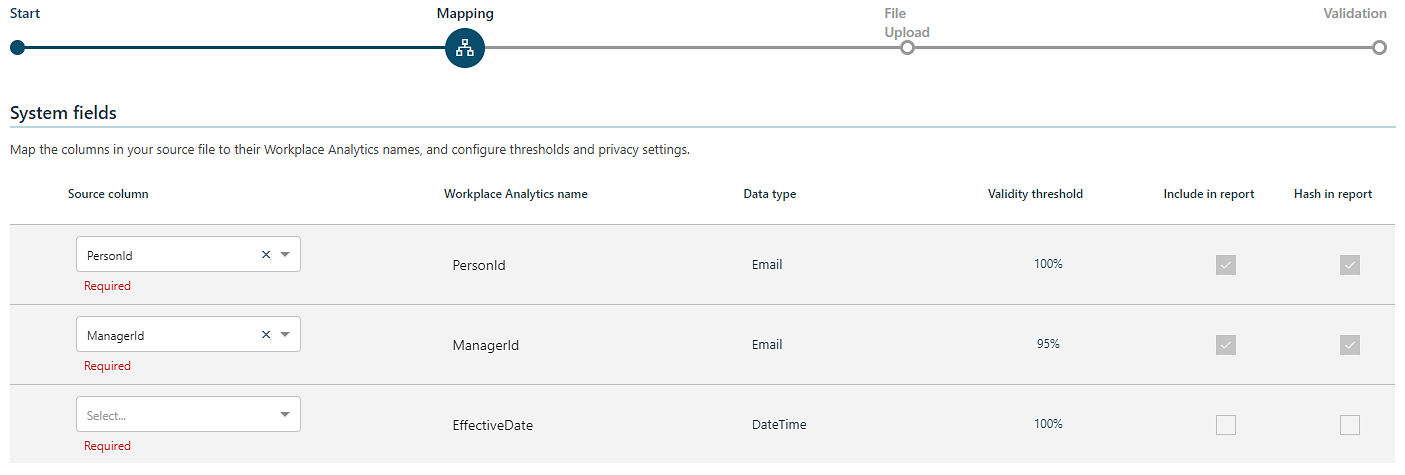 Start
Mapping
File
Upload
Validation
System fields
Map the columns in your source file to their Workplace Analytics names, and configure thresholds and privacy settings.
Source column Workplace Analytics name Data type Validity threshold Include in report Hash in report
PersonId PersonId Email 100%
Required
ManagerId ManagerId Email 95%
Required
Select... EffectiveDate DateTime 100%
Required